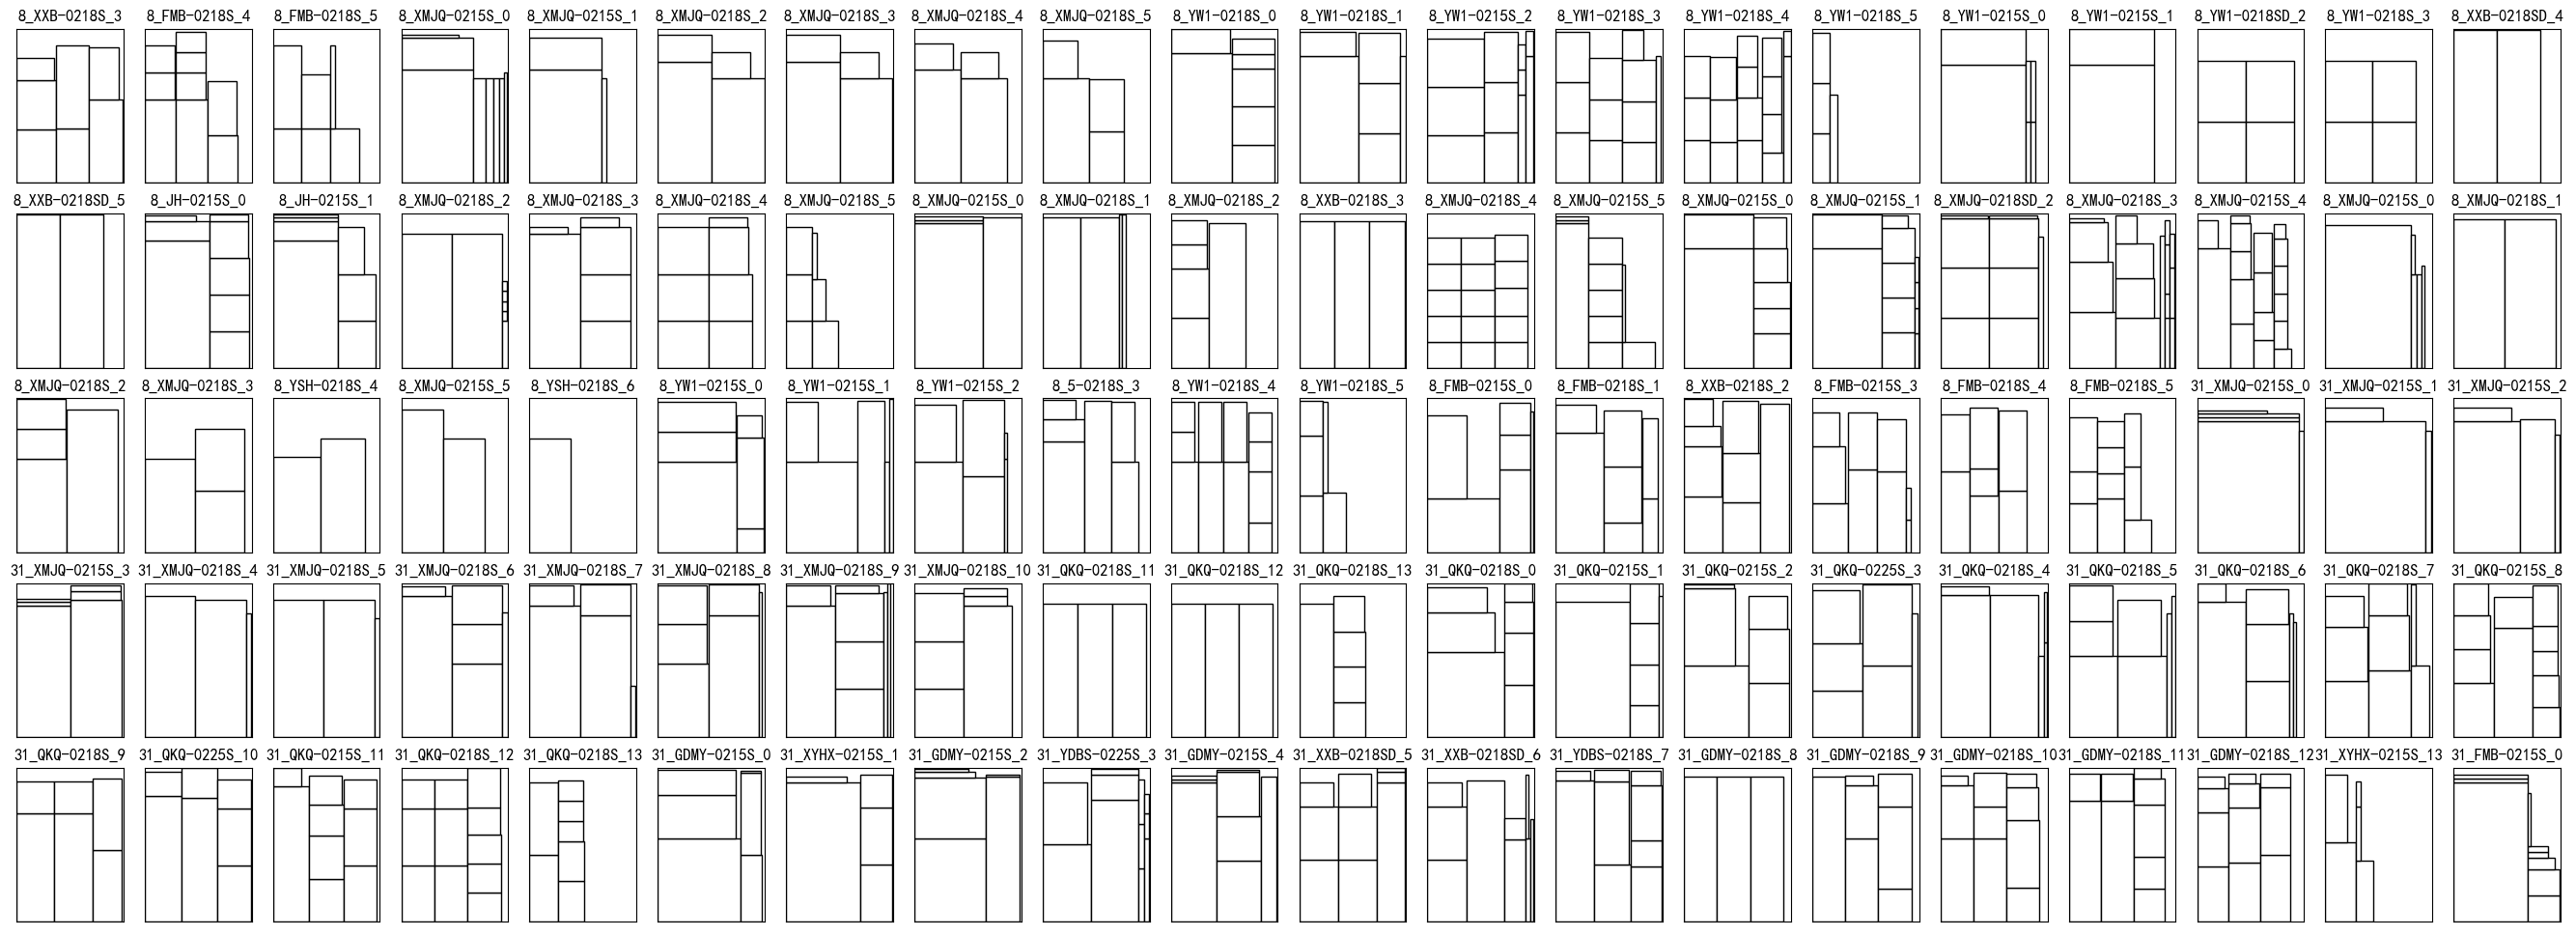 8_XXB-0218S_3 8_FMB-0218S_4 8_FMB-0218S_5 8_XMJQ-0215S_0 8_XMJQ-0215S_1 8_XMJQ-0218S_2 8_XMJQ-0218S_3 8_XMJQ-0218S_4 8_XMJQ-0218S_5 8_YW1-0218S_0 8_YW1-0218S_1 8_YW1-0215S_2 8_YW1-0218S_3 8_YW1-0218S_4 8_YW1-0218S_5 8_YW1-0215S_0 8_YW1-0215S_1 8_YW1-0218SD_2 8_YW1-0218S_3 8_XXB-0218SD_4
8_XXB-0218SD_5 8_JH-0215S_0 8_JH-0215S_1 8_XMJQ-0218S_2 8_XMJQ-0218S_3 8_XMJQ-0218S_4 8_XMJQ-0218S_5 8_XMJQ-0215S_0 8_XMJQ-0218S_1 8_XMJQ-0218S_2 8_XXB-0218S_3 8_XMJQ-0218S_4 8_XMJQ-0215S_5 8_XMJQ-0215S_0 8_XMJQ-0215S_1 8_XMJQ-0218SD_2 8_XMJQ-0218S_3 8_XMJQ-0215S_4 8_XMJQ-0215S_0 8_XMJQ-0218S_1
8_XMJQ-0218S_2 8_XMJQ-0218S_3 8_YSH-0218S_4 8_XMJQ-0215S_5 8_YSH-0218S_6 8_YW1-0215S_0 8_YW1-0215S_1 8_YW1-0215S_2 8_5-0218S_3 8_YW1-0218S_4 8_YW1-0218S_5 8_FMB-0215S_0 8_FMB-0218S_1 8_XXB-0218S_2 8_FMB-0215S_3 8_FMB-0218S_4 8_FMB-0218S_5 31_XMJQ-0215S_0 31_XMJQ-0215S_1 31_XMJQ-0215S_2
31_XMJQ-0215S_3 31_XMJQ-0218S_4 31_XMJQ-0218S_5 31_XMJQ-0218S_6 31_XMJQ-0218S_7 31_XMJQ-0218S_8 31_XMJQ-0218S_9 31_XMJQ-0218S_10 31_QKQ-0218S_11 31_QKQ-0218S_12 31_QKQ-0218S_13 31_QKQ-0218S_0 31_QKQ-0215S_1 31_QKQ-0215S_2 31_QKQ-0225S_3 31_QKQ-0218S_4 31_QKQ-0218S_5 31_QKQ-0218S_6 31_QKQ-0218S_7 31_QKQ-0215S_8
31_QKQ-0218S_9 31_QKQ-0225S_10 31_QKQ-0215S_11 31_QKQ-0218S_12 31_QKQ-0218S_13 31_GDMY-0215S_0 31_XYHX-0215S_1 31_GDMY-0215S_2 31_YDBS-0225S_3 31_GDMY-0215S_4 31_XXB-0218SD_5 31_XXB-0218SD_6 31_YDBS-0218S_7 31_GDMY-0218S_8 31_GDMY-0218S_9 31_GDMY-0218S_10 31_GDMY-0218S_11 31_GDMY-0218S_12 31_XYHX-0215S_13 31_FMB-0215S_0